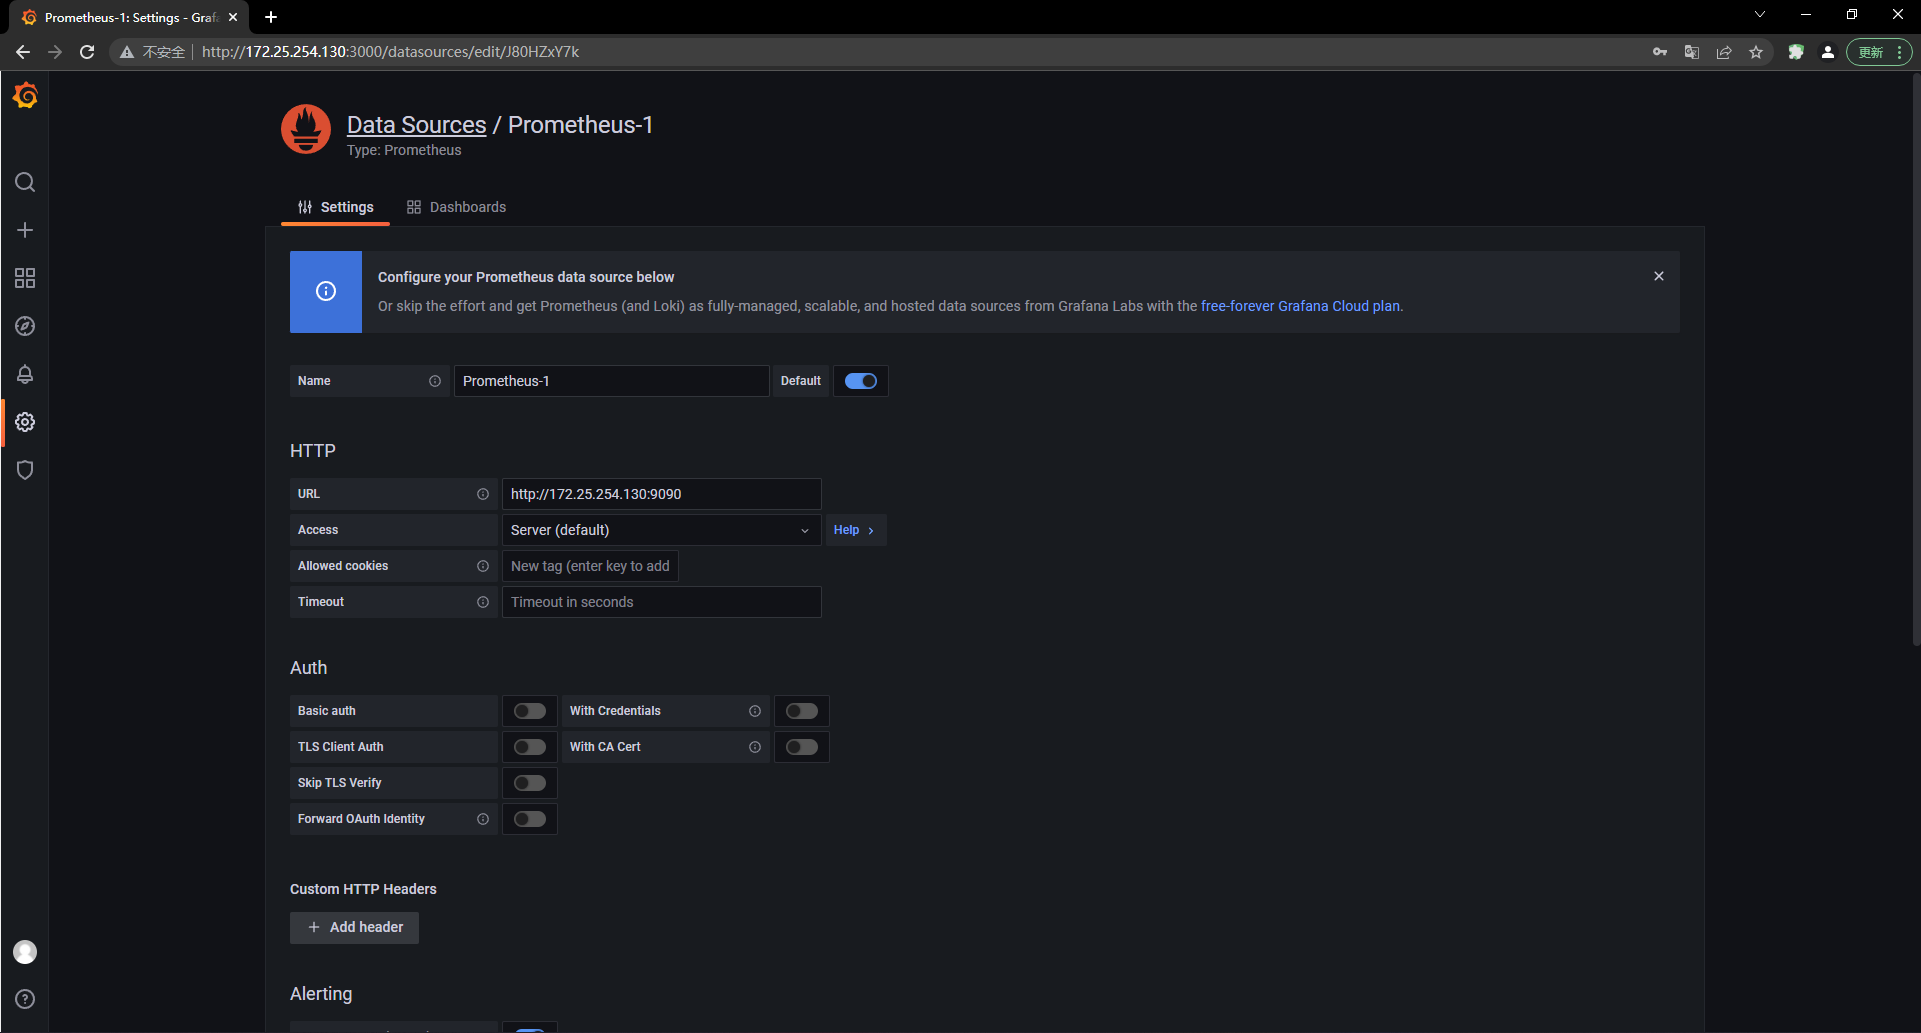 Prometheus-1: Settings - Grafa
不安全 http://172.25.254.130:3000/datasources/edit/J80HZxY7k 更新
Data Sources / Prometheus-1
Type: Prometheus
Settings Dashboards
Configure your Prometheus data source below
Or skip the effort and get Prometheus (and Loki) as fully-managed, scalable, and hosted data sources from Grafana Labs with the free-forever Grafana Cloud plan.
Name Prometheus-1 Default
HTTP
URL http://172.25.254.130:9090
Access Server (default) Help
Allowed cookies New tag (enter key to add
Timeout Timeout in seconds
Auth
Basic auth With Credentials
TLS Client Auth With CA Cert
Skip TLS Verify
Forward OAuth Identity
Custom HTTP Headers
Add header
Alerting